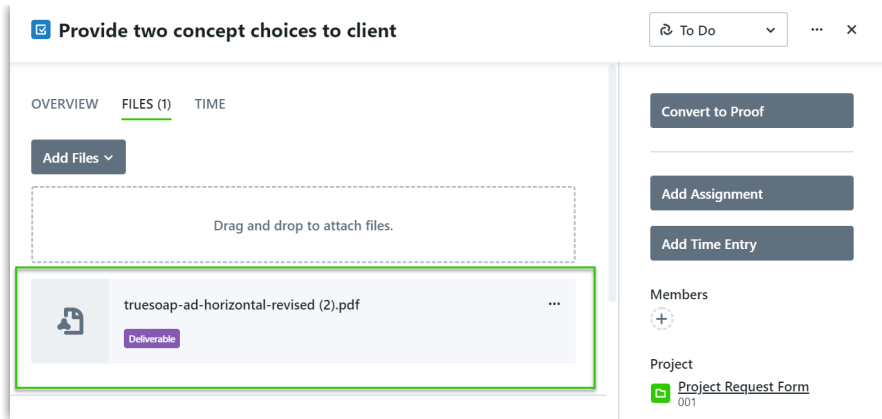 Provide two concept choices to client
To Do
OVERVIEW FILES (1) TIME
Add Files
Drag and drop to attach files.
truesoap-ad-horizontal-revised (2).pdf
Deliverable
Convert to Proof
Add Assignment
Add Time Entry
Members
Project
Project Request Form
001